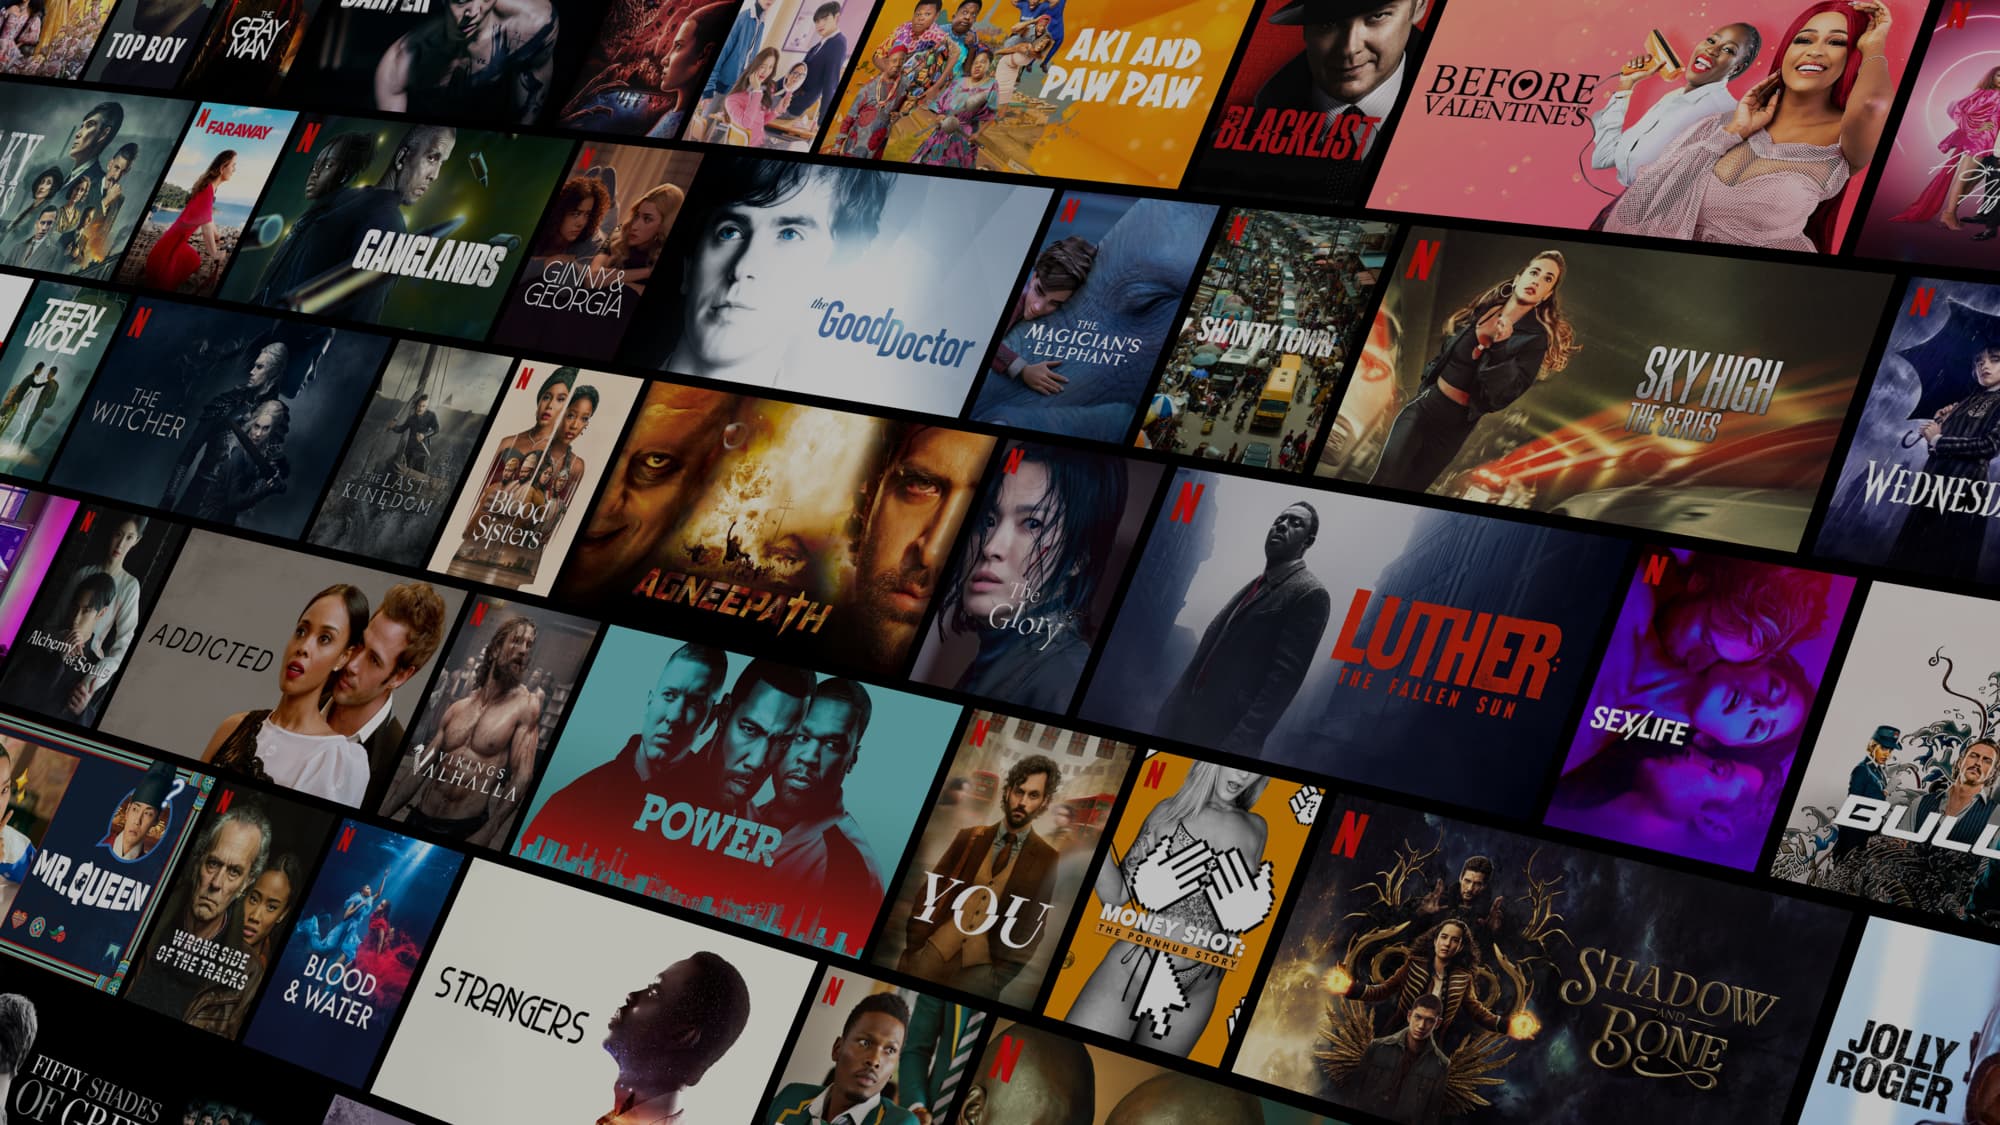 TOP BOY
THE
GRAY
MAN
AKI AND
PAW PAW
THE
BLACKLIST
BEFORE
VALENTINE'S
N
N
FARAWAY
N
GANGLANDS
N
GINNY &
GEORGIA
the GoodDoctor
N
THE
MAGICIAN'S
ELEPHANT
N
SHANTY TOWN
N
SKY HIGH
THE SERIES
N
WEDNESD
TEEN
WOLF
N
THE
WITCHER
THE LAST
KINGDOM
N
Blood
Sisters
AGNEEPATH
N
The
Glory
N
LUTHER:
THE FALLEN SUN
N
SEX/LIFE
BULL
N
Alchemy
of Souls
ADDICTED
N
VIKINGS
VALHALLA
POWER
N
YOU
N
MONEY SHOT:
THE PORNHUB STORY
N
SHADOW
AND
BONE
JOLLY
ROGER
?
MR. QUEEN
N
WRONG SIDE
OF THE TRACKS
N
BLOOD
& WATER
STRANGERS
N
N
FIFTY SHADES
OF GRE